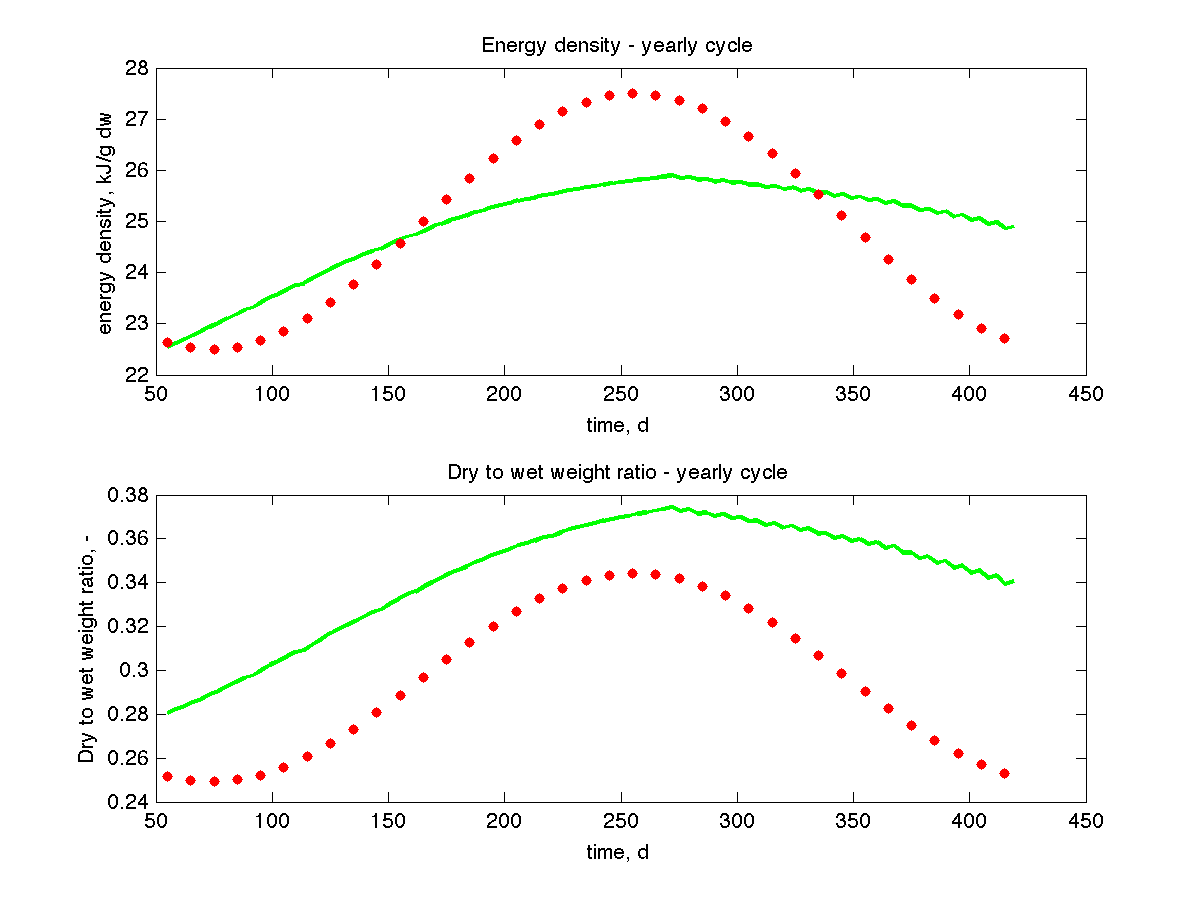 Energy density - yearly cycle
28
27
26
25
24
23
22
energy density, kJ/g dw
50 100 150 200 250 300 350 400 450
time, d
Dry to wet weight ratio - yearly cycle
0.38
0.36
0.34
0.32
0.3
0.28
0.26
0.24
Dry to wet weight ratio, -
50 100 150 200 250 300 350 400 450
time, d